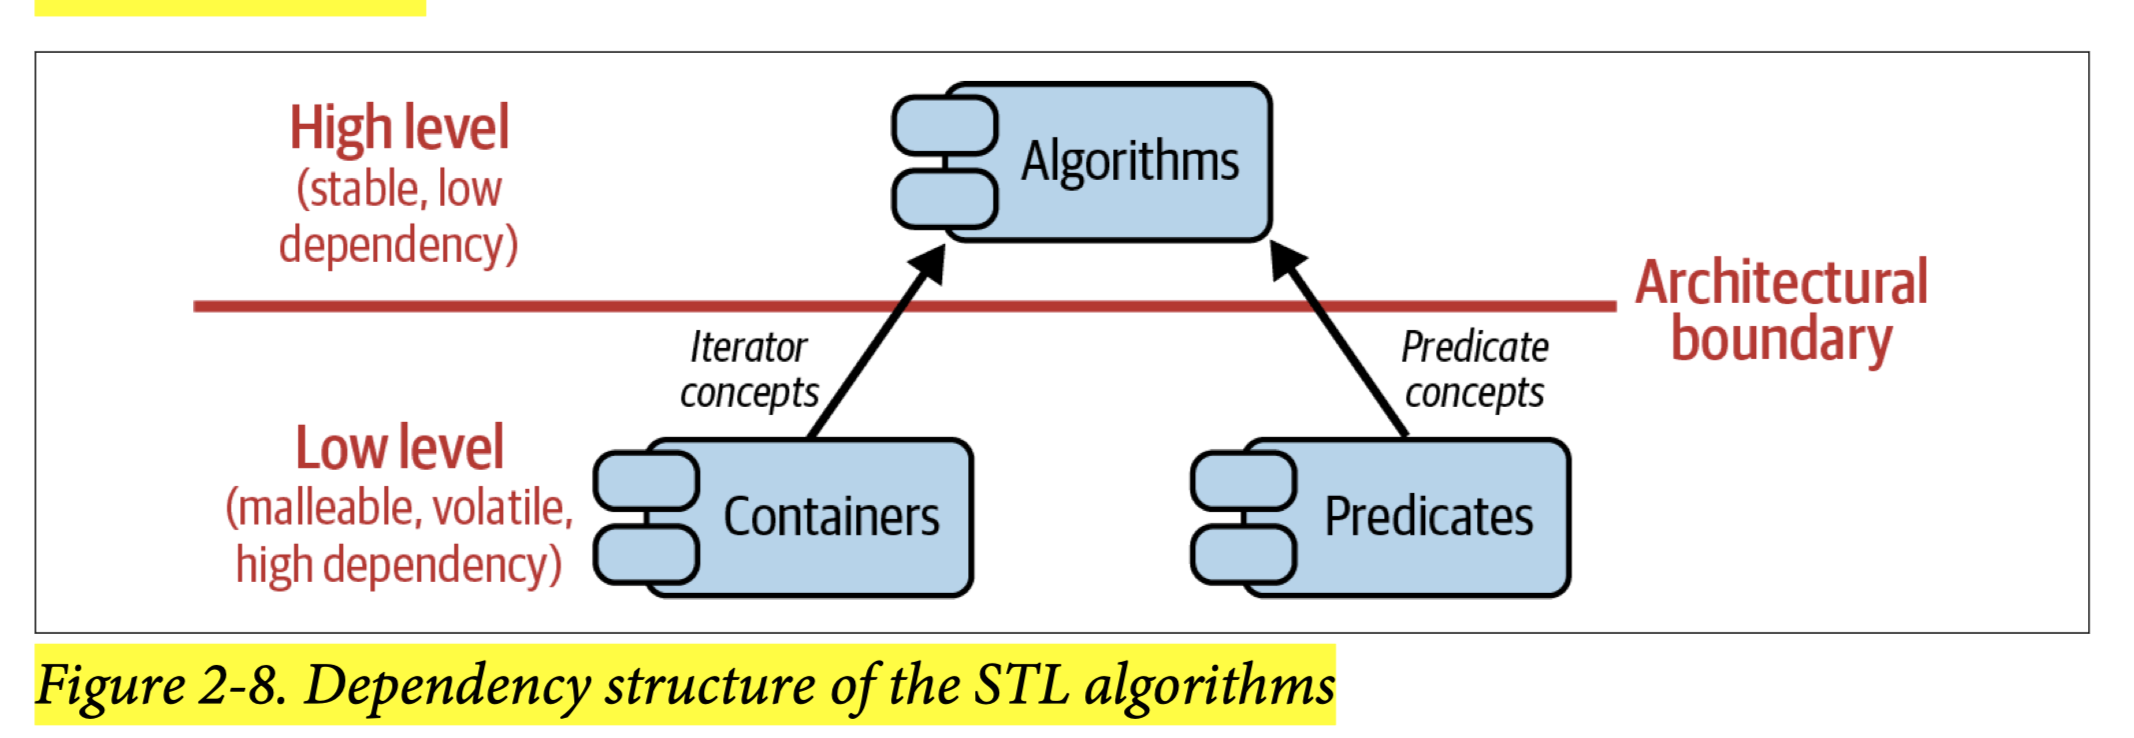 High level
(stable, low
dependency)
Algorithms
Architectural
boundary
Iterator
concepts
Predicate
concepts
Low level
(malleable, volatile,
high dependency)
Containers
Predicates
Figure 2-8. Dependency structure of the STL algorithms